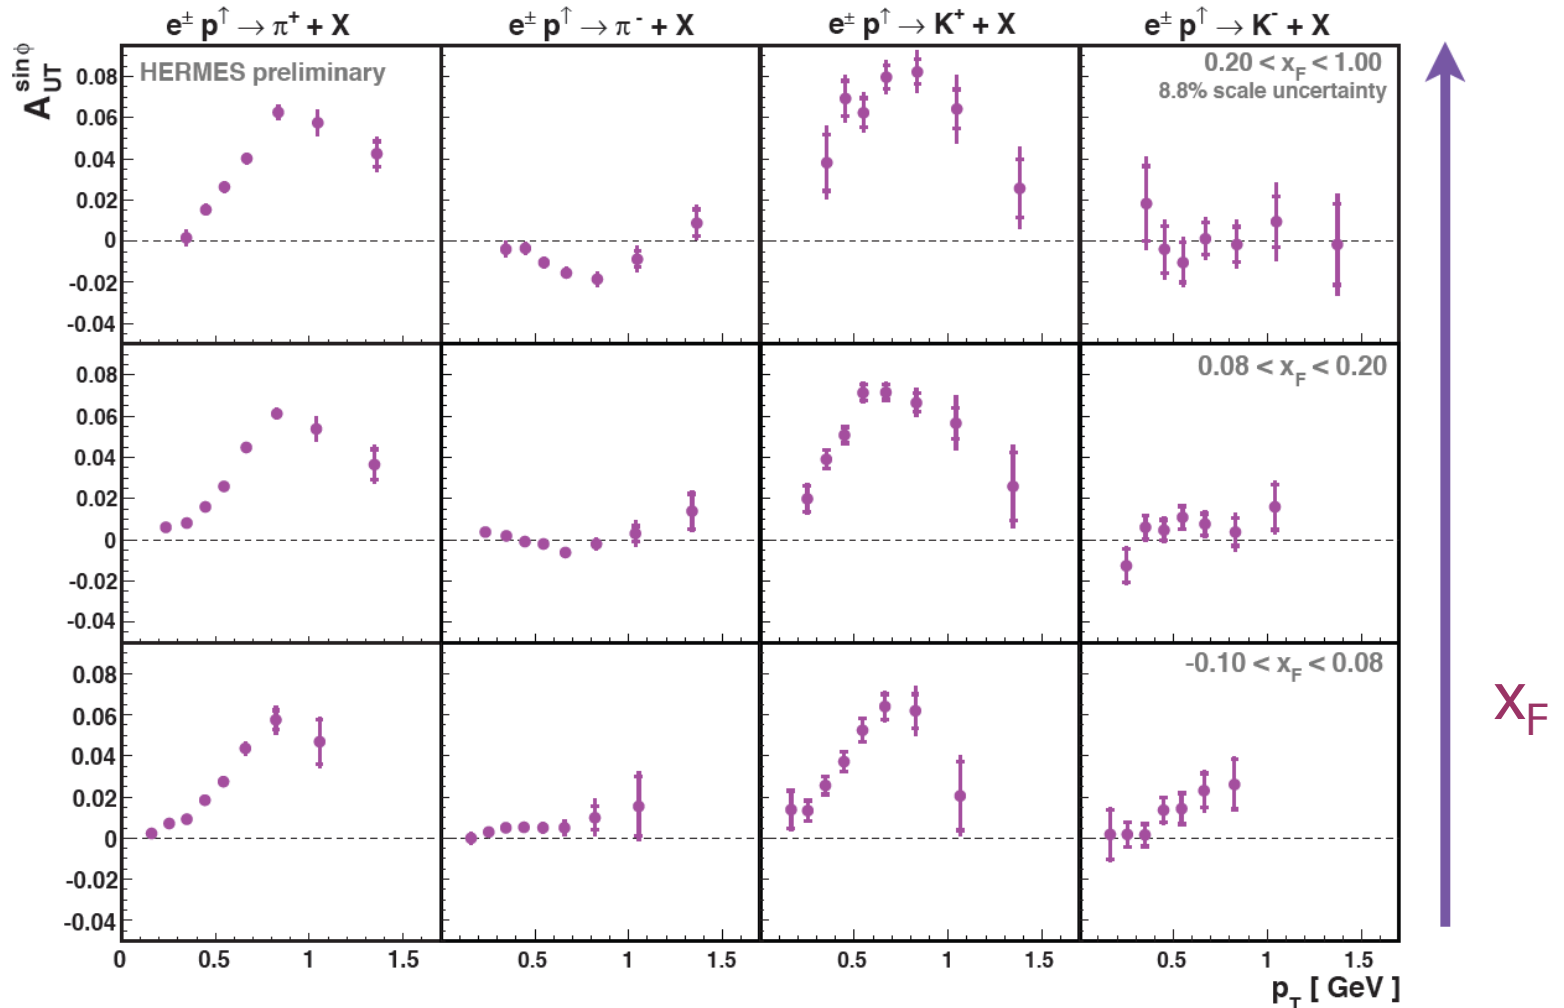 e± p↑ → π+ + X e± p↑ → π- + X e± p↑ → K+ + X e± p↑ → K- + X
A_UT^sinϕ
HERMES preliminary
0.20 < x_F < 1.00
8.8% scale uncertainty
0.08
0.06
0.04
0.02
0
-0.02
-0.04
0.08 < x_F < 0.20
0.08
0.06
0.04
0.02
0
-0.02
-0.04
-0.10 < x_F < 0.08
0.08
0.06
0.04
0.02
0
-0.02
-0.04
x_F
0 0.5 1 1.5 0.5 1 1.5 0.5 1 1.5 0.5 1 1.5
p_T [ GeV ]